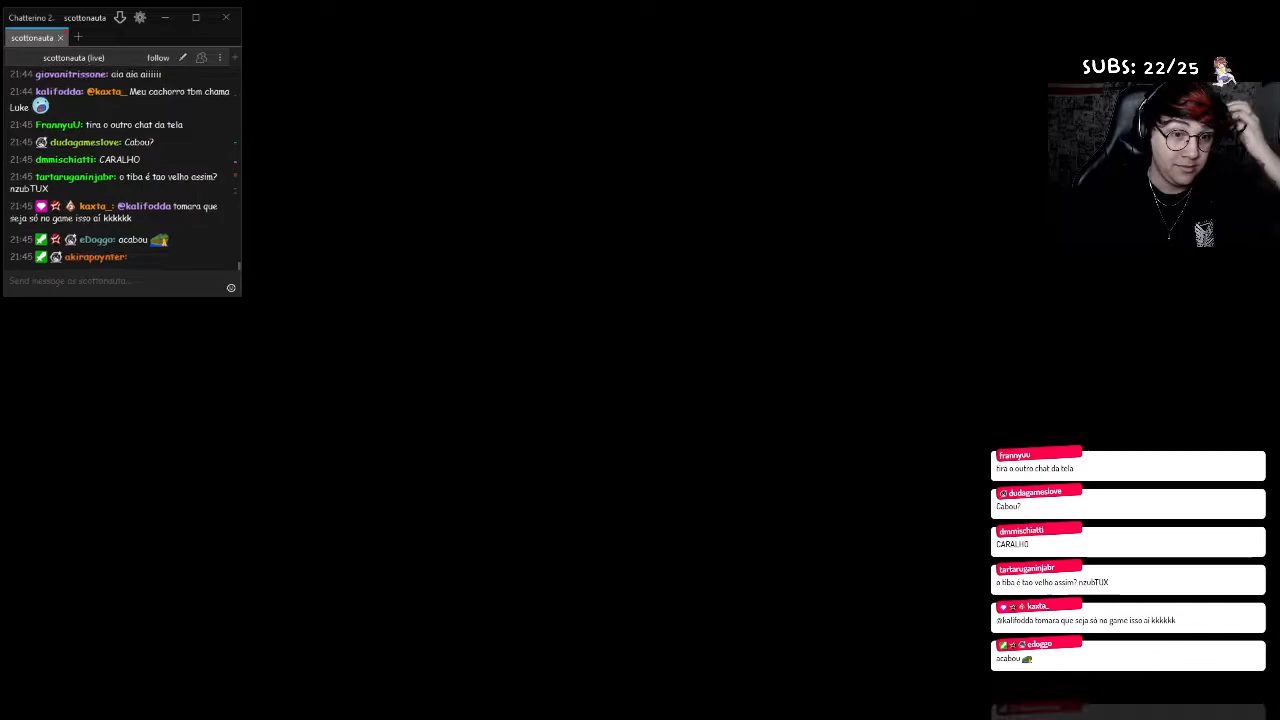 Chatterino 2.
scottonauta
scottonauta
scottonauta (live)
follow
21:44 giovanitrissone: aia aia aiiiiii
21:44 kalifodda: @kaxta_ Meu cachorro tbm chama
Luke
21:45 FrannyuU: tira o outro chat da tela
21:45 dudagameslove: Cabou?
21:45 dmmischiatti: CARALHO
21:45 tartaruganinjabr: o tiba é tao velho assim?
nzubTUX
21:45 kaxta_: @kalifodda tomara que
seja só no game isso aí kkkkkk
21:45 eDoggo: acabou
21:45 akirapoynter:
Send message as scottonauta...
SUBS: 22/25
frannyuu
tira o outro chat da tela
dudagameslove
Cabou?
dmmischiatti
CARALHO
tartaruganinjabr
o tiba é tao velho assim? nzubTUX
kaxta_
@kalifodda tomara que seja só no game isso aí kkkkkk
edoggo
acabou